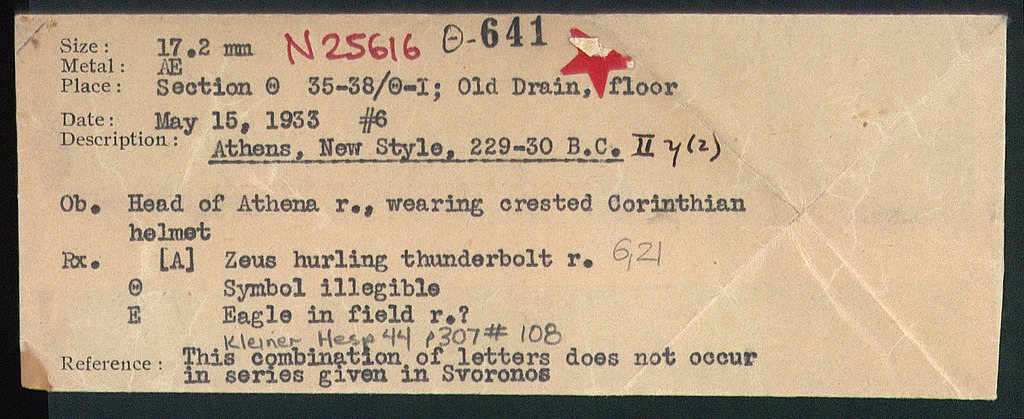 Size: 17.2 mm N25616 Θ-641
Metal: AE
Place: Section Θ 35-38/Θ-I; Old Drain, floor
Date: May 15, 1933 #6
Description: Athens, New Style, 229-30 B.C. II γ(2)
Ob. Head of Athena r., wearing crested Corinthian
helmet
Rx. [A] Zeus hurling thunderbolt r. 6,21
Θ Symbol illegible
E Eagle in field r.?
Kleiner Hesp 44 p307# 108
Reference: This combination of letters does not occur
in series given in Svoronos